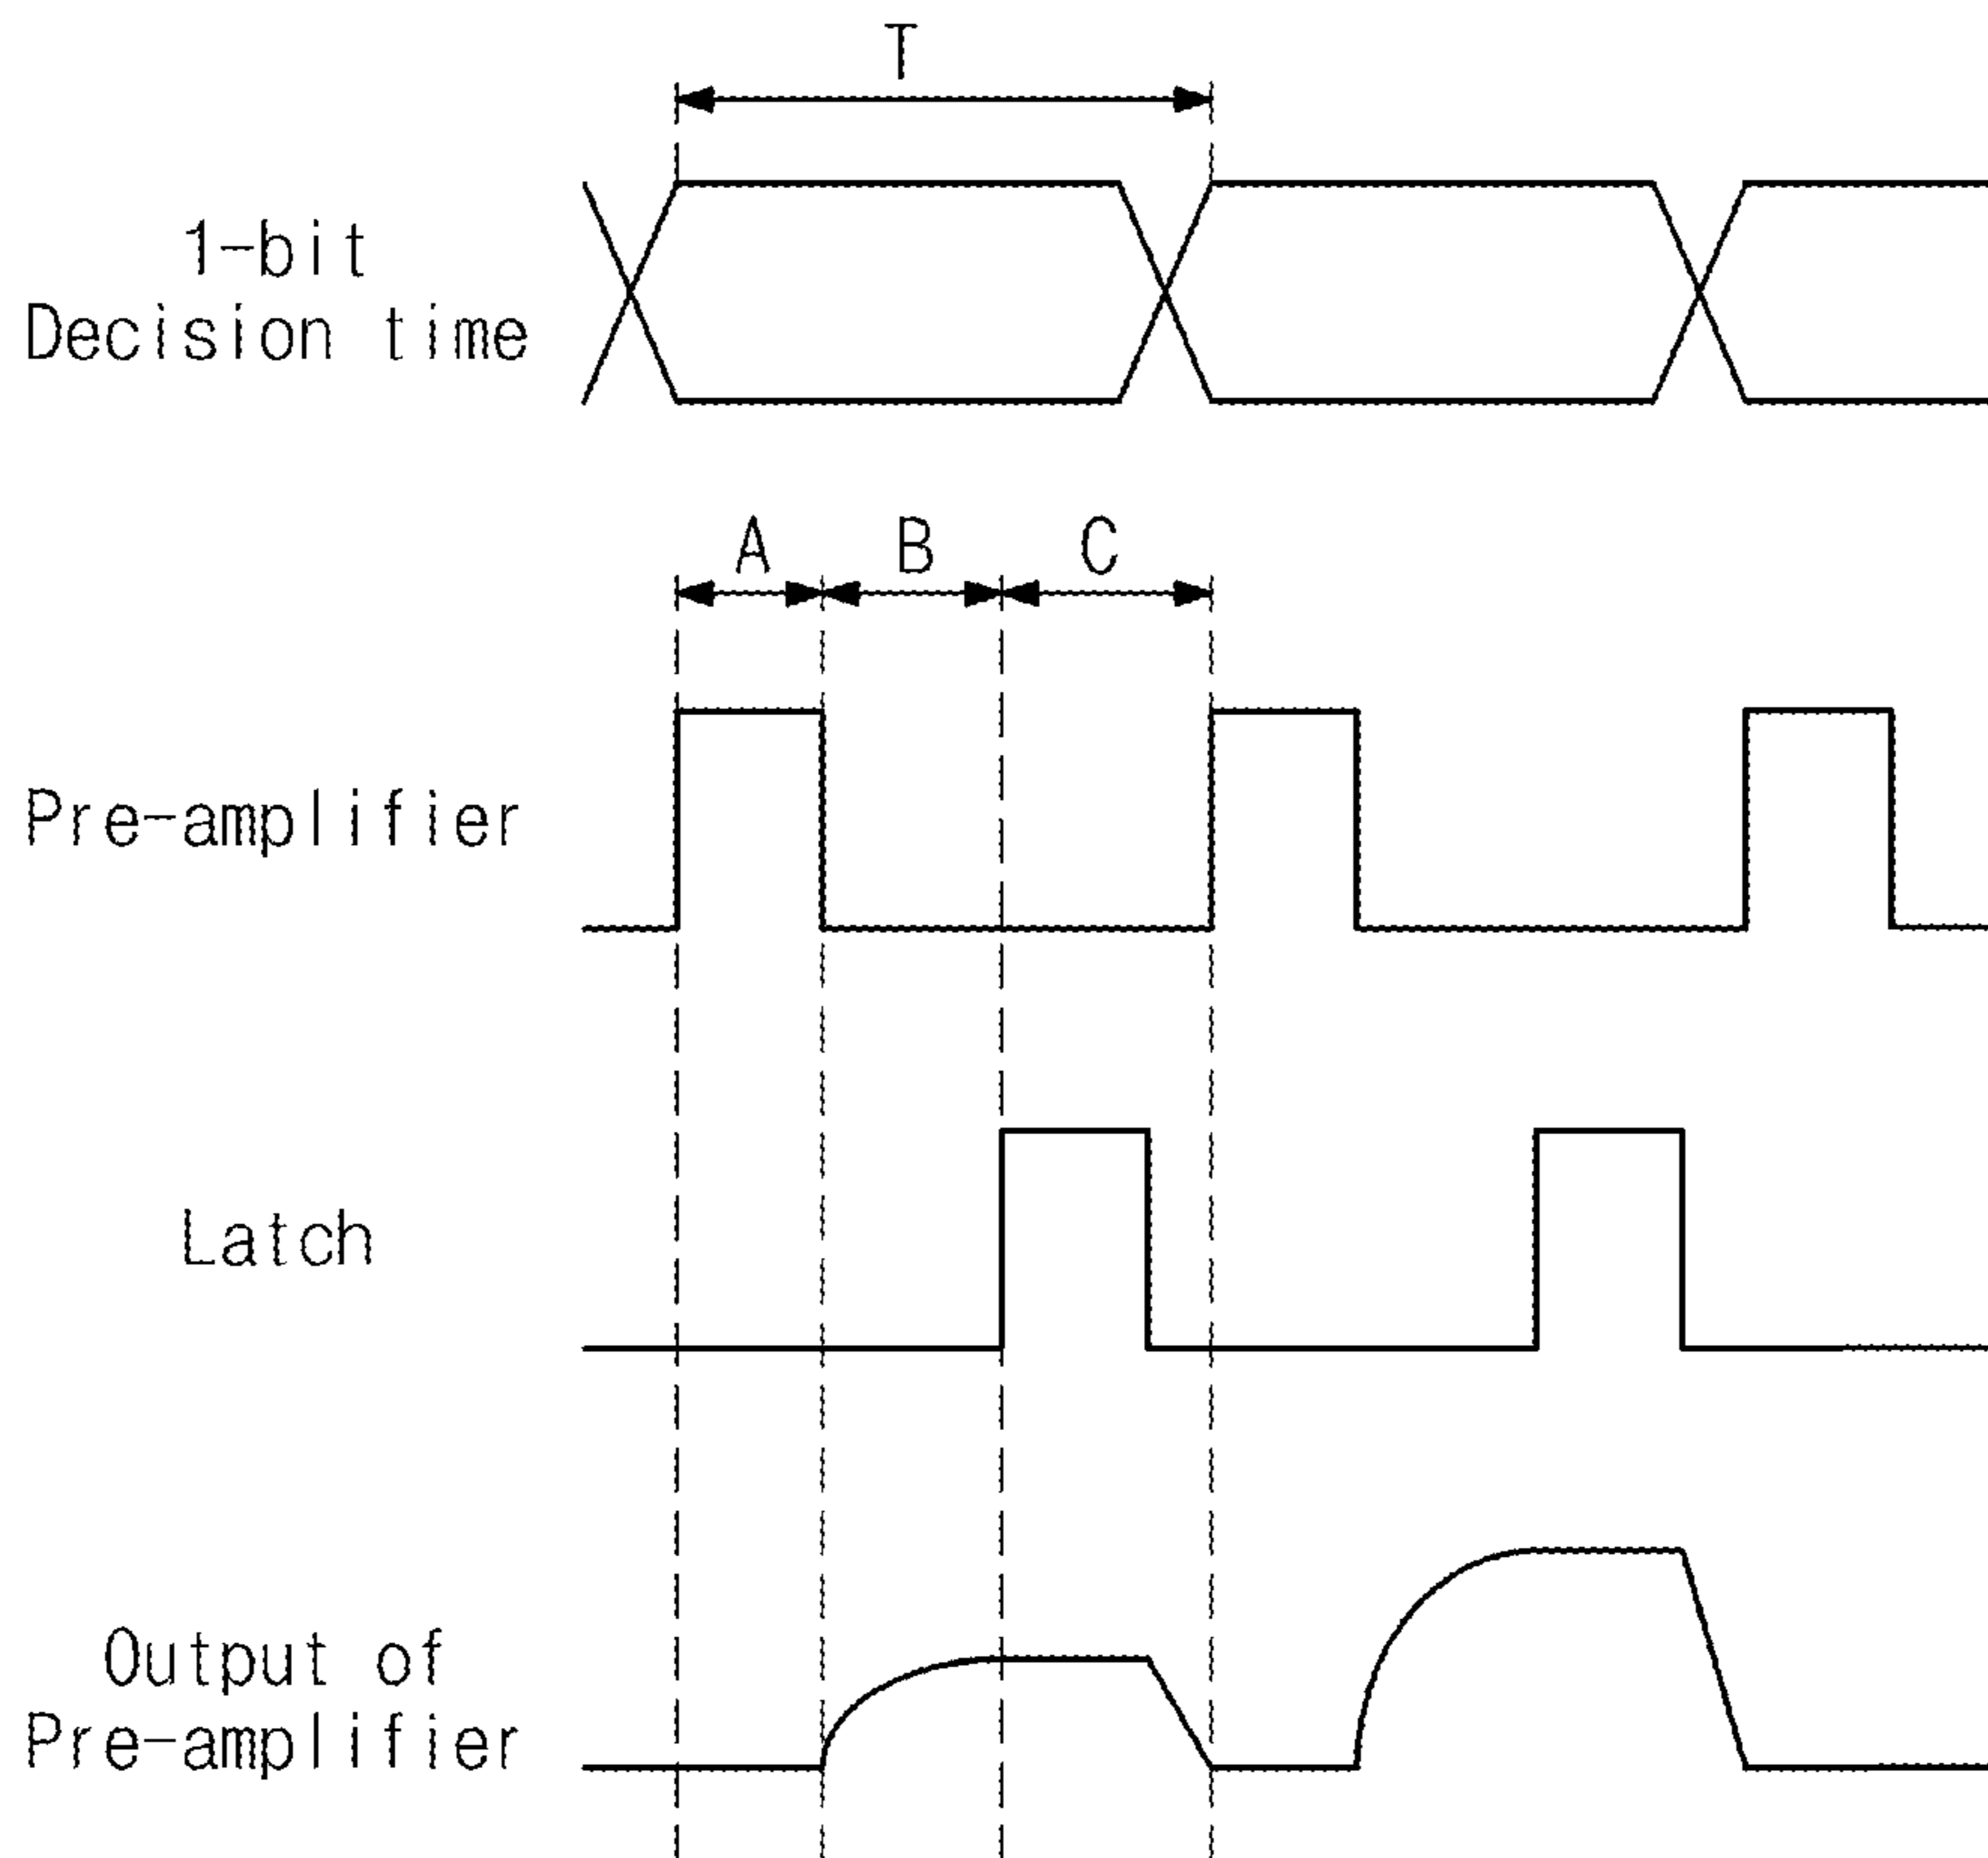 T
1-bit
Decision time
A B C
Pre-amplifier
Latch
Output of
Pre-amplifier